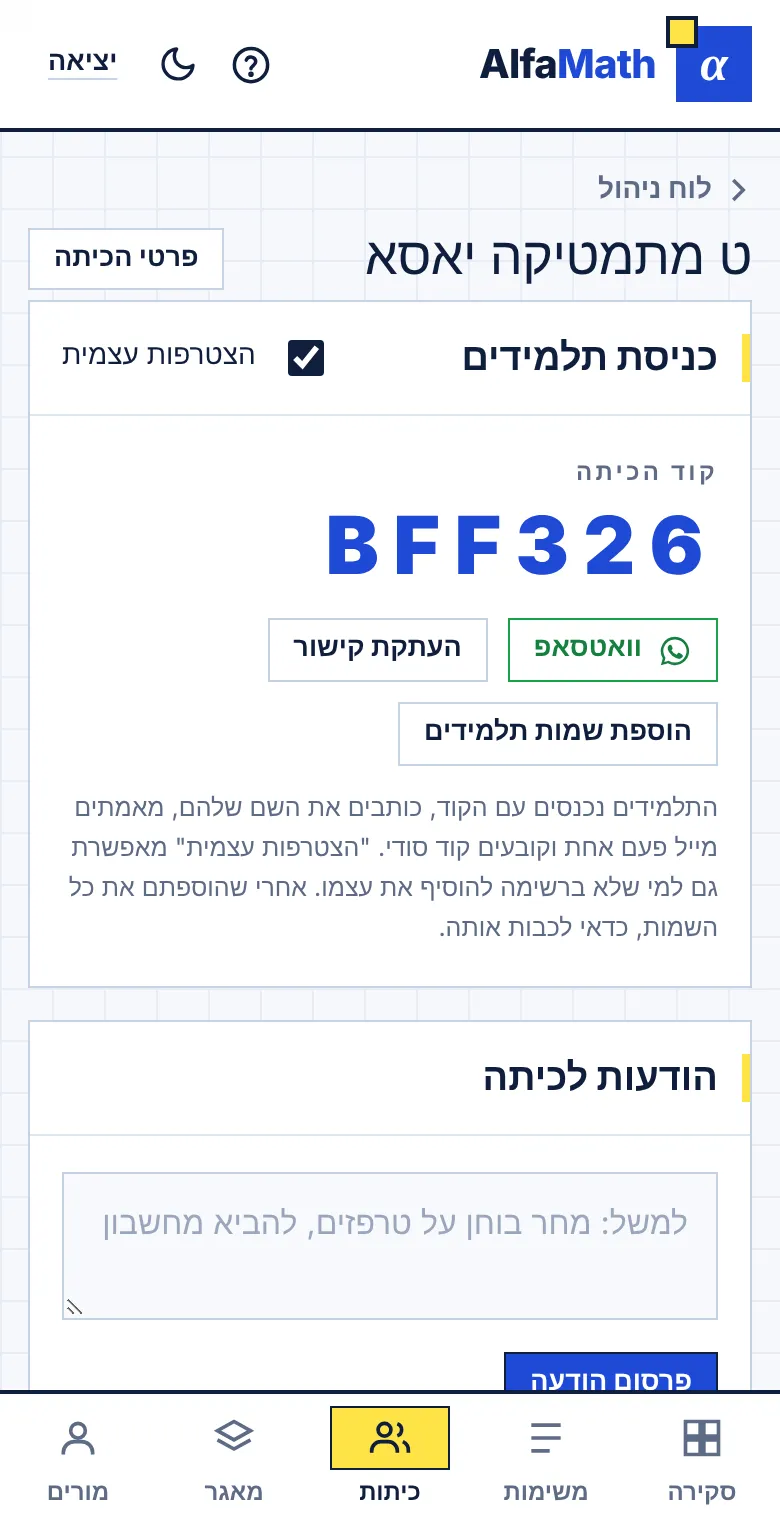 α
AlfaMath
יציאה
לוח ניהול
ט מתמטיקה יאסא
פרטי הכיתה
כניסת תלמידים
הצטרפות עצמית
קוד הכיתה
BFF326
וואטסאפ
העתקת קישור
הוספת שמות תלמידים
התלמידים נכנסים עם הקוד, כותבים את השם שלהם, מאמתים
מייל פעם אחת וקובעים קוד סודי. "הצטרפות עצמית" מאפשרת
גם למי שלא ברשימה להוסיף את עצמו. אחרי שהוספתם את כל
השמות, כדאי לכבות אותה.
הודעות לכיתה
למשל: מחר בוחן על טרפזים, להביא מחשבון
פרסום הודעה
סקירה
משימות
כיתות
מאגר
מורים